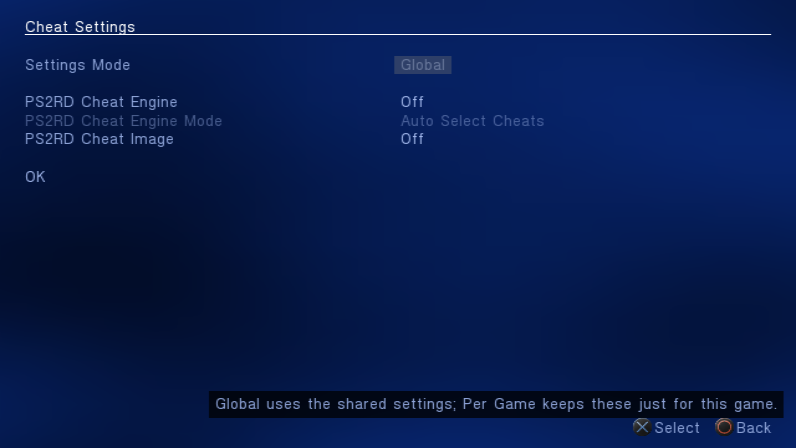 Cheat Settings
Settings Mode Global
PS2RD Cheat Engine Off
PS2RD Cheat Engine Mode Auto Select Cheats
PS2RD Cheat Image Off
OK
Global uses the shared settings; Per Game keeps these just for this game.
Select Back